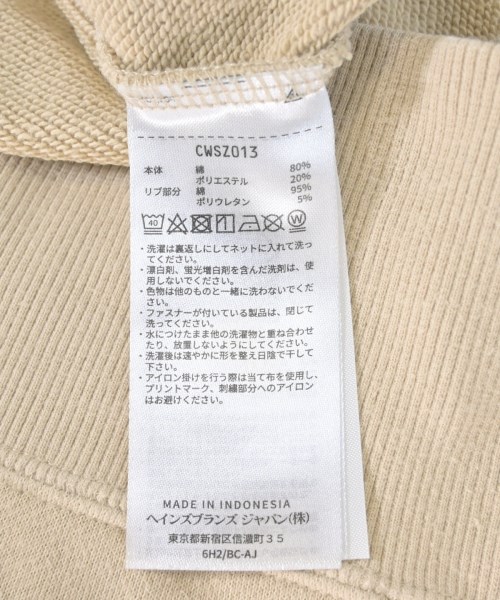 CWSZ013
本体 綿 80%
ポリエステル 20%
リブ部分 綿 95%
ポリウレタン 5%
40 W
・洗濯は裏返しにしてネットに入れて洗っ
てください。
・漂白剤、蛍光増白剤を含んだ洗剤は、使
用しないでください。
・色物は他のものと一緒に洗わないでくだ
さい。
・ファスナーが付いている製品は、閉じて
洗ってください。
・水につけたまま他の洗濯物と重ね合わせ
たり、放置しないようにしてください。
・洗濯後は速やかに形を整え日陰で干して
下さい。
・アイロン掛けを行う際は当て布を使用し、
プリントマーク、刺繍部分へのアイロン
はお避けください。
MADE IN INDONESIA
ヘインズブランズ ジャパン(株)
東京都新宿区信濃町35
6H2/BC-AJ